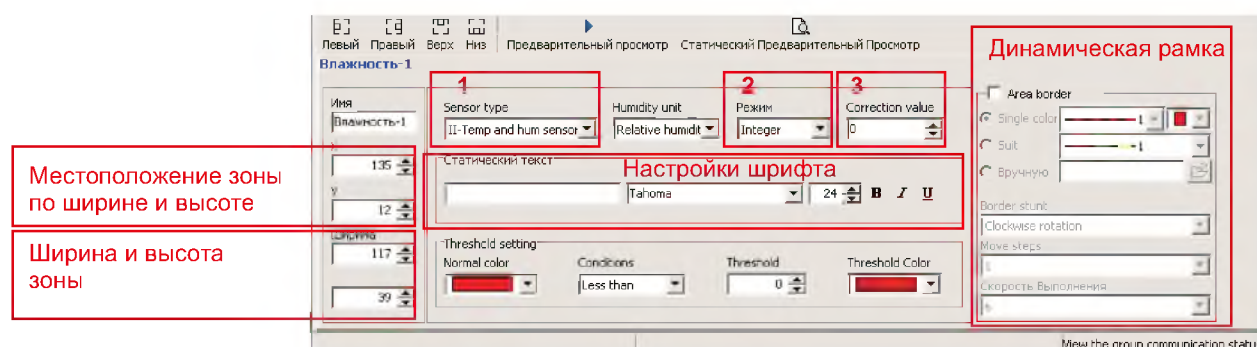 Левый Правый Верх Низ Предварительный просмотр Статический Предварительный Просмотр
Влажность-1
Динамическая рамка
1 2 3
Имя Sensor type Humidity unit Режим Correction value
Влажность-1 II-Temp and hum sensor Relative humidit Integer 0
Area border
Single color 1
Suit 1
Вручную
Border stunt
Clockwise rotation
Move steps
Скорость Выполнения
Местоположение зоны
по ширине и высоте
X
135
Y
12
Статический текст Настройки шрифта
Tahoma 24 B I U
Ширина и высота
зоны
Ширина
117
39
Threshold setting
Normal color Conditions Threshold Threshold Color
Less than 0
View the group communication statu